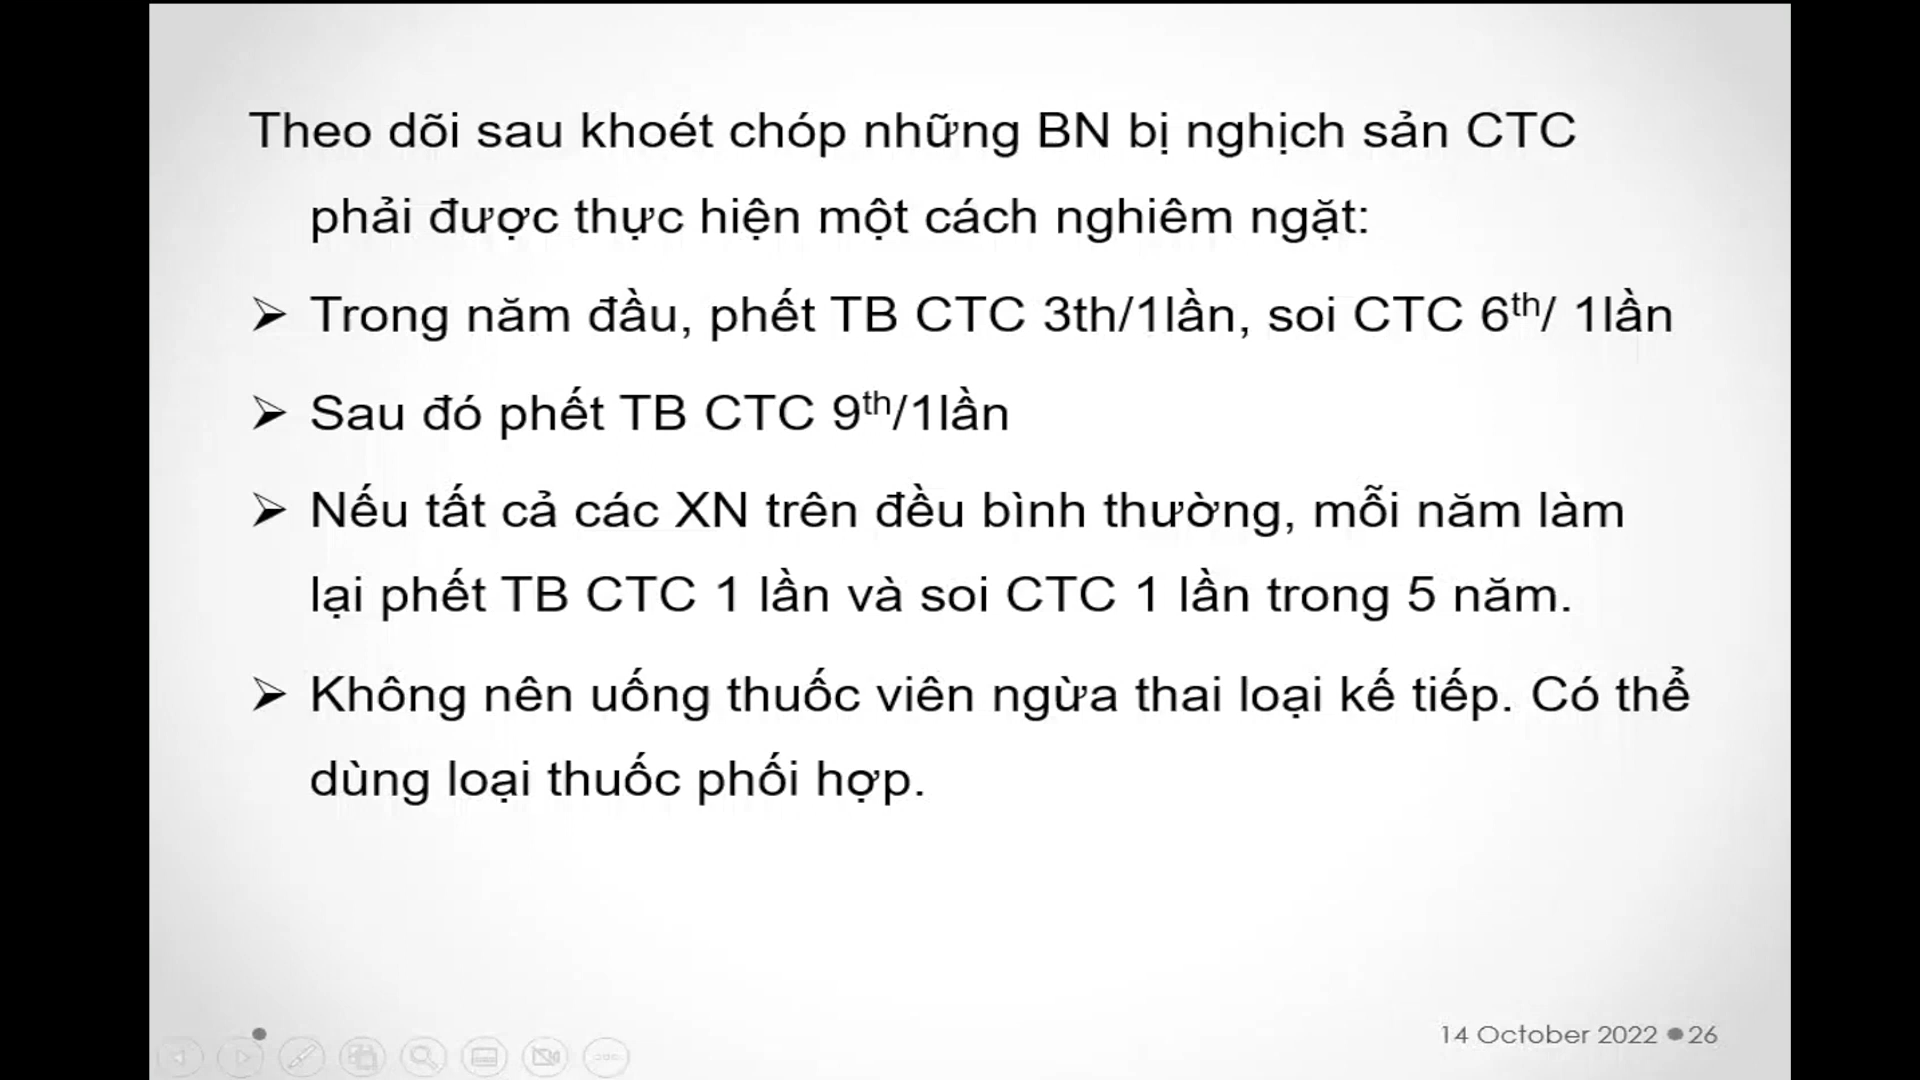 Theo dõi sau khoét chóp những BN bị nghịch sản CTC
phải được thực hiện một cách nghiêm ngặt:
➢ Trong năm đầu, phết TB CTC 3th/1lần, soi CTC 6th/ 1lần
➢ Sau đó phết TB CTC 9th/1lần
➢ Nếu tất cả các XN trên đều bình thường, mỗi năm làm
lại phết TB CTC 1 lần và soi CTC 1 lần trong 5 năm.
➢ Không nên uống thuốc viên ngừa thai loại kế tiếp. Có thể
dùng loại thuốc phối hợp.
14 October 2022 ● 26